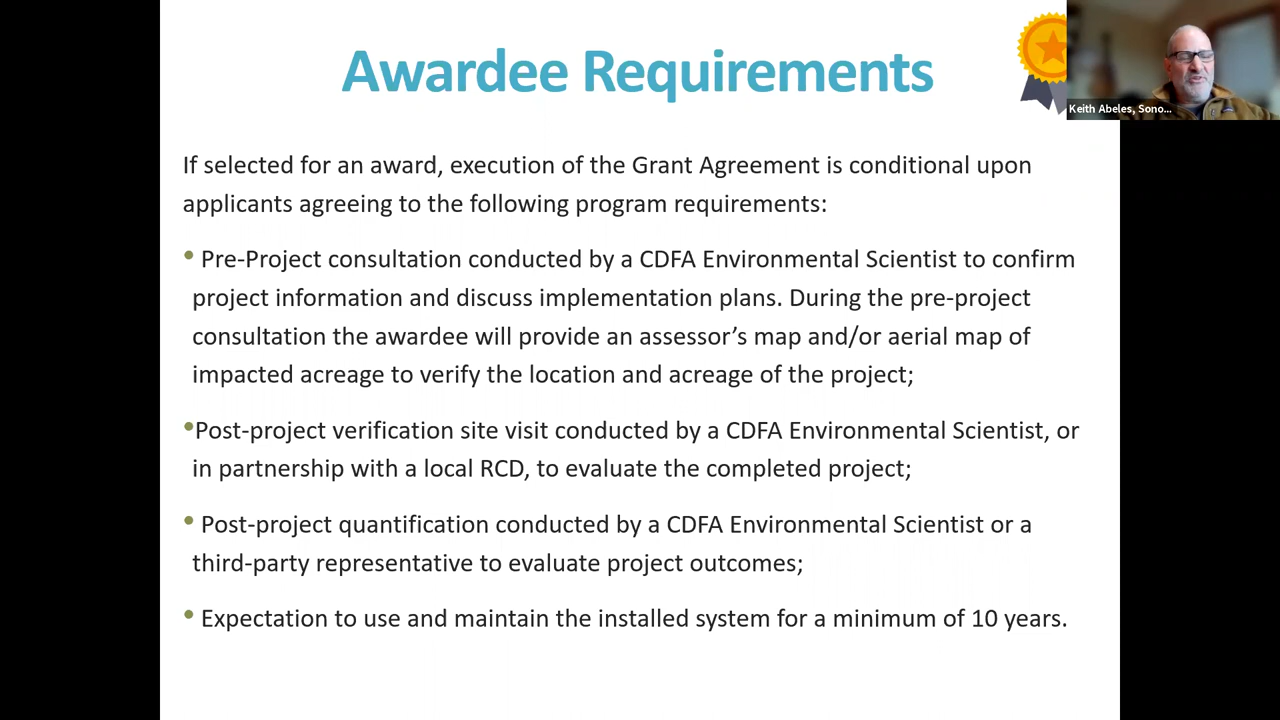 Awardee Requirements
Keith Abeles, Sono...
If selected for an award, execution of the Grant Agreement is conditional upon
applicants agreeing to the following program requirements:
• Pre-Project consultation conducted by a CDFA Environmental Scientist to confirm
project information and discuss implementation plans. During the pre-project
consultation the awardee will provide an assessor’s map and/or aerial map of
impacted acreage to verify the location and acreage of the project;
•Post-project verification site visit conducted by a CDFA Environmental Scientist, or
in partnership with a local RCD, to evaluate the completed project;
• Post-project quantification conducted by a CDFA Environmental Scientist or a
third-party representative to evaluate project outcomes;
• Expectation to use and maintain the installed system for a minimum of 10 years.